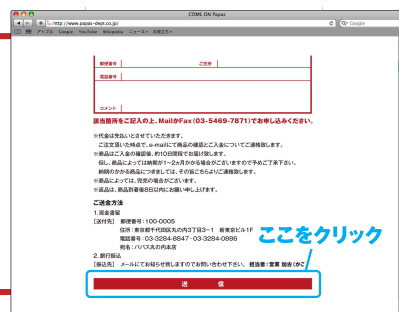 COME ON Papas
http://www.papas-dept.co.jp/
Google
アップル Google YouTube Wikipedia ニュース お役立ち
郵便番号 ご住所
電話番号
コメント
該当箇所をご記入の上、MailかFax(03-5469-7871)でお申し込みください。
※代金は先払いとさせていただきます。
ご注文頂いた時点で、e-mailにて商品の確認とご入金についてご連絡致します。
※商品はご入金の確認後、約10日間程でお届け致します。
但し、商品によっては納期が1~2ヵ月かかる場合がございますので予めご了承下さい。
納期のかかる商品につきましては、その旨こちらよりご連絡致します。
※商品によっては、完売の場合がございます。
※返品は、商品到着後8日以内にお願い申し上げます。
ご送金方法
1.現金書留
[送付先] 郵便番号:100-0005
住所:東京都千代田区丸の内3丁目3-1 新東京ビル1F
電話番号:03-3284-8847・03-3284-0886
宛名:パパス丸の内本店
2.銀行振込
[振込先] メールにてお知らせ致しますのでお問い合わせ下さい。 担当者:営業 加古(かこ)
ここをクリック
送 信